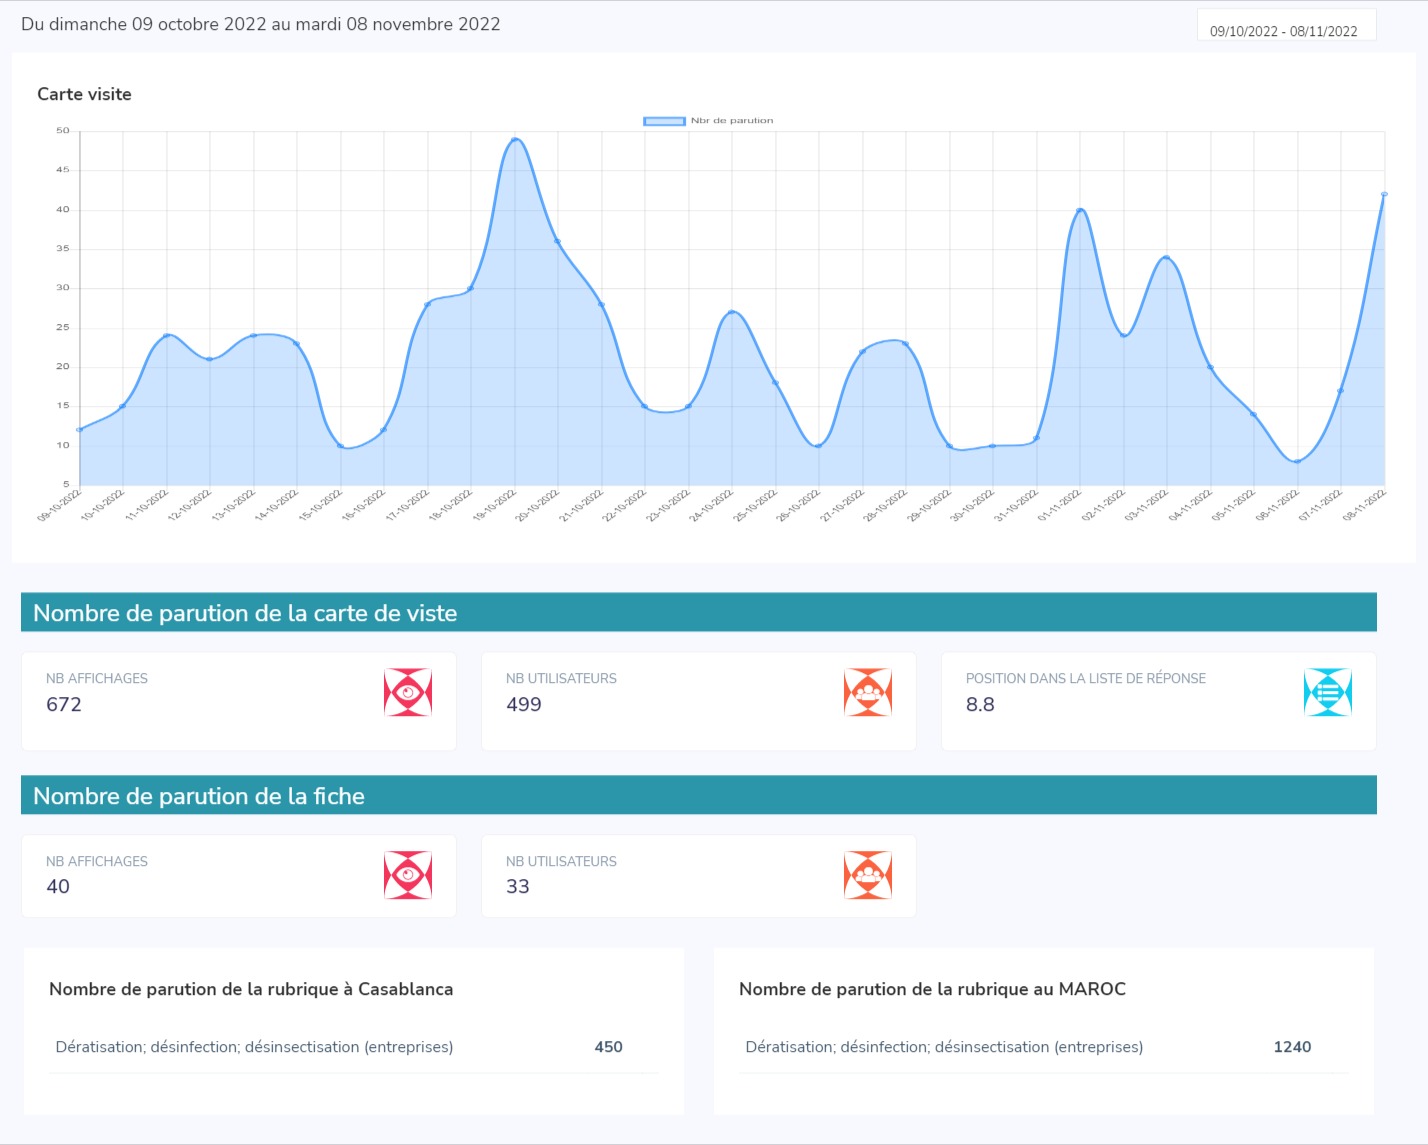 Du dimanche 09 octobre 2022 au mardi 08 novembre 2022
09/10/2022 - 08/11/2022
Carte visite
Nbr de parution
50
45
40
35
30
25
20
15
10
5
09-10-2022 10-10-2022 11-10-2022 12-10-2022 13-10-2022 14-10-2022 15-10-2022 16-10-2022 17-10-2022 18-10-2022 19-10-2022 20-10-2022 21-10-2022 22-10-2022 23-10-2022 24-10-2022 25-10-2022 26-10-2022 27-10-2022 28-10-2022 29-10-2022 30-10-2022 31-10-2022 01-11-2022 02-11-2022 03-11-2022 04-11-2022 05-11-2022 06-11-2022 07-11-2022 08-11-2022
Nombre de parution de la carte de viste
NB AFFICHAGES
672
NB UTILISATEURS
499
POSITION DANS LA LISTE DE RÉPONSE
8.8
Nombre de parution de la fiche
NB AFFICHAGES
40
NB UTILISATEURS
33
Nombre de parution de la rubrique à Casablanca
Dératisation; désinfection; désinsectisation (entreprises) 450
Nombre de parution de la rubrique au MAROC
Dératisation; désinfection; désinsectisation (entreprises) 1240